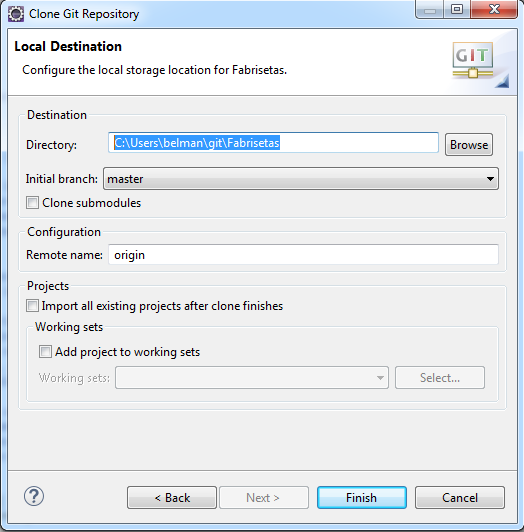 Clone Git Repository
Local Destination
Configure the local storage location for Fabrisetas.
GIT
Destination
Directory: C:\Users\belman\git\Fabrisetas Browse
Initial branch: master
Clone submodules
Configuration
Remote name: origin
Projects
Import all existing projects after clone finishes
Working sets
Add project to working sets
Working sets: Select...
? < Back Next > Finish Cancel